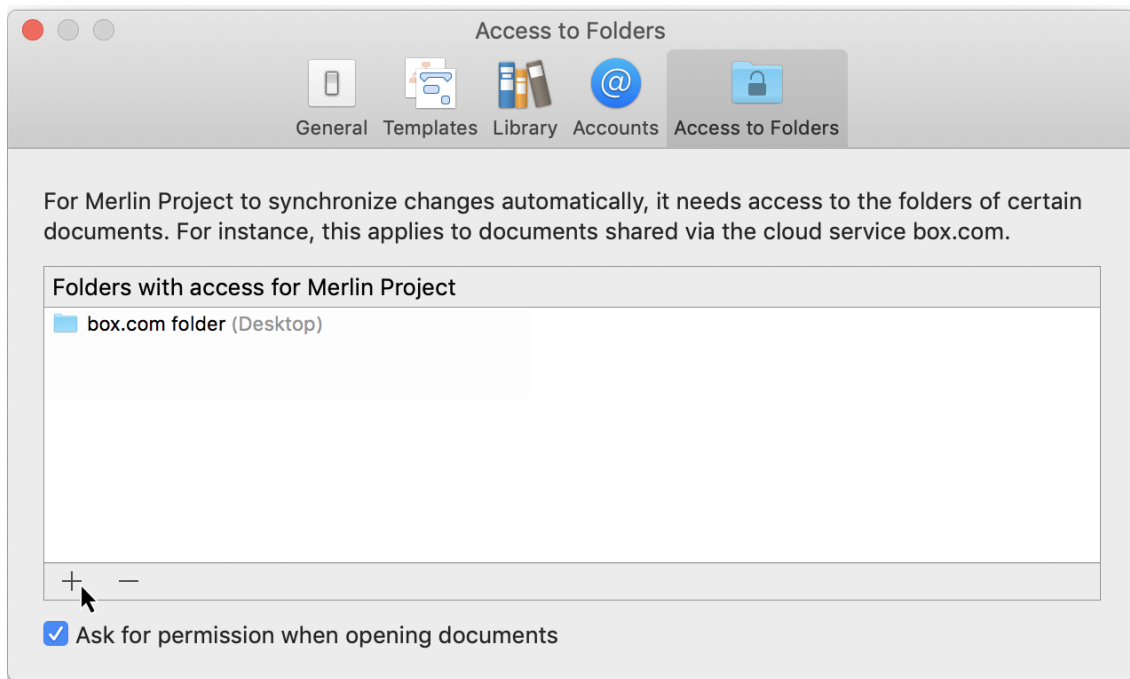 Access to Folders
General Templates Library Accounts Access to Folders
For Merlin Project to synchronize changes automatically, it needs access to the folders of certain
documents. For instance, this applies to documents shared via the cloud service box.com.
Folders with access for Merlin Project
box.com folder (Desktop)
Ask for permission when opening documents